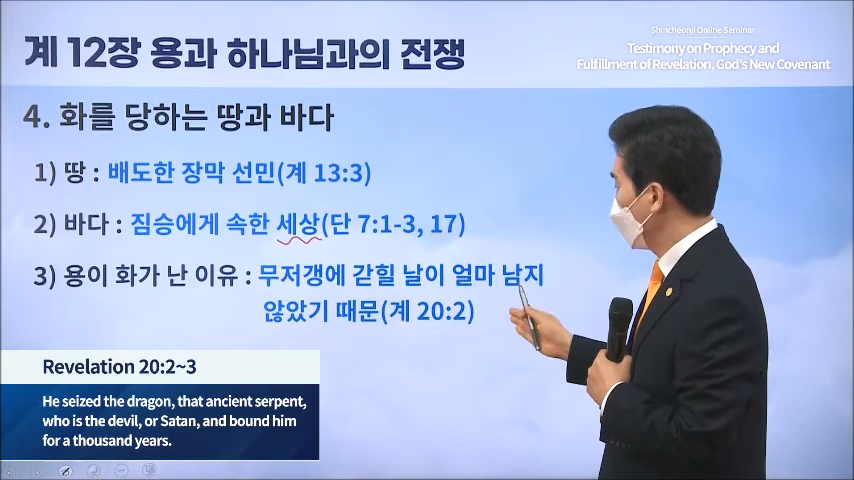 계 12장 용과 하나님과의 전쟁
Shincheonji Online Seminar
Testimony on Prophecy and
Fulfillment of Revelation, God's New Covenant
4. 화를 당하는 땅과 바다
1) 땅 : 배도한 장막 선민(계 13:3)
2) 바다 : 짐승에게 속한 세상(단 7:1-3, 17)
3) 용이 화가 난 이유 : 무저갱에 갇힐 날이 얼마 남지
않았기 때문(계 20:2)
Revelation 20:2~3
He seized the dragon, that ancient serpent,
who is the devil, or Satan, and bound him
for a thousand years.